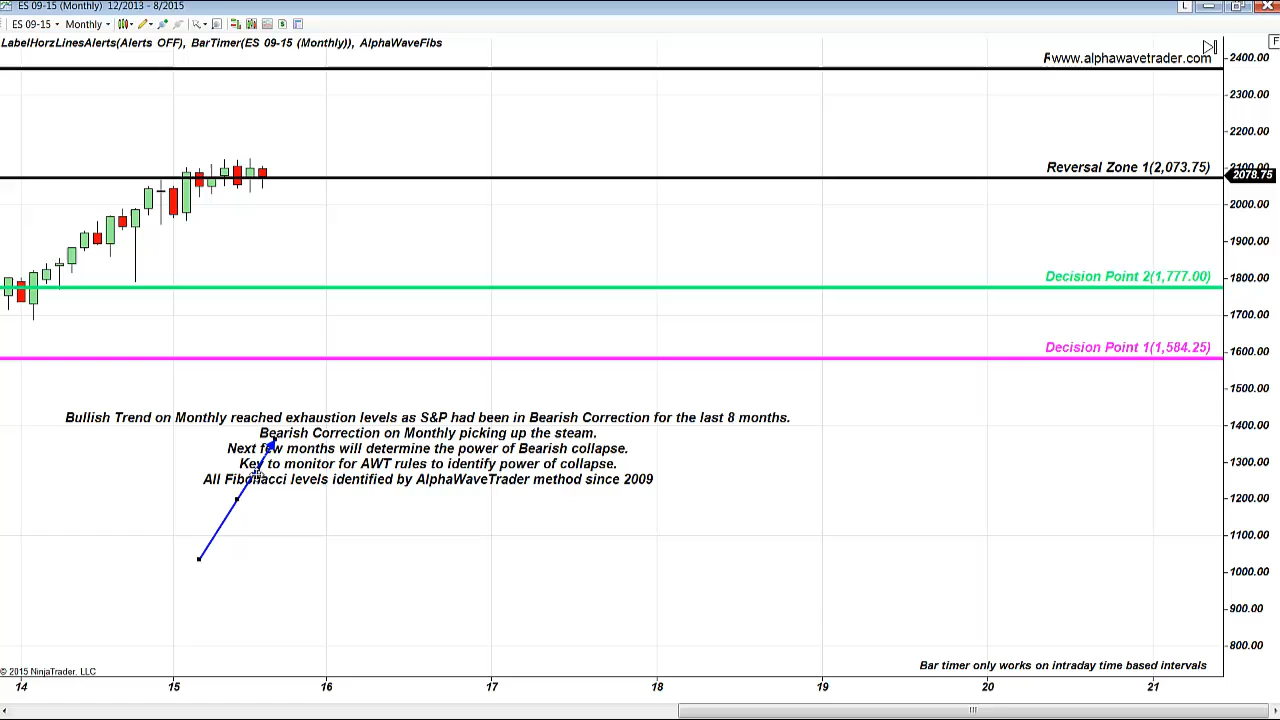 ES 09-15 (Monthly) 12/2013 - 8/2015
L
ES 09-15 Monthly
LabelHorzLinesAlerts(Alerts OFF), BarTimer(ES 09-15 (Monthly)), AlphaWaveFibs
F
www.alphawavetrader.com
2400.00
2300.00
2200.00
Reversal Zone 1(2,073.75)
2100.00
2078.75
2000.00
1900.00
Decision Point 2(1,777.00)
1800.00
1700.00
Decision Point 1(1,584.25)
1600.00
1500.00
Bullish Trend on Monthly reached exhaustion levels as S&P had been in Bearish Correction for the last 8 months.
1400.00
Bearish Correction on Monthly picking up the steam.
Next few months will determine the power of Bearish collapse.
Key to monitor for AWT rules to identify power of collapse.
1300.00
All Fibonacci levels identified by AlphaWaveTrader method since 2009
1200.00
1100.00
1000.00
900.00
800.00
© 2015 NinjaTrader, LLC
Bar timer only works on intraday time based intervals
14 15 16 17 18 19 20 21